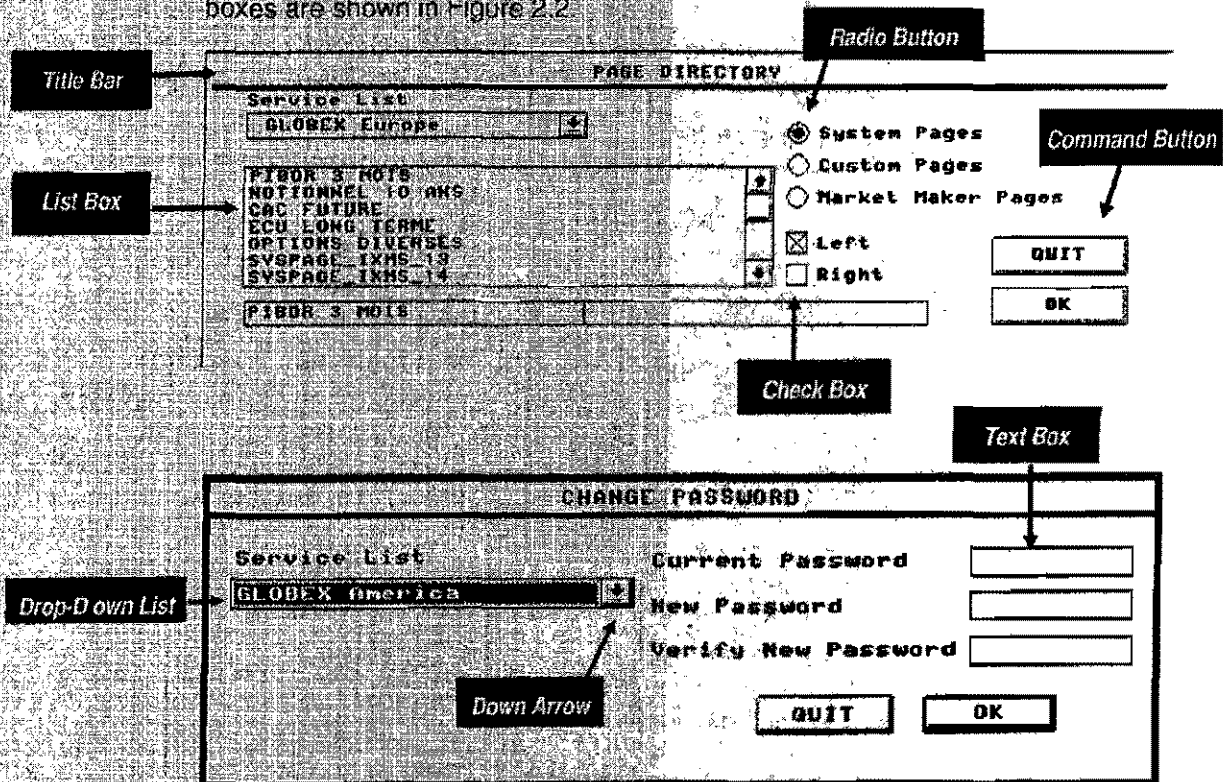 boxes are shown in Figure 2.2
Radio Button
Title Bar
PAGE DIRECTORY
Service List
GLOBEX Europe
System Pages
Custom Pages
Market Maker Pages
Command Button
List Box
PIBOR 3 MOIS
NOTIONNEL 10 ANS
CAC FUTURE
ECU LONG TERME
OPTIONS DIVERSES
SYSPAGE_IXMS_13
SYSPAGE_IXMS_14
Left
Right
QUIT
OK
PIBOR 3 MOIS
Check Box
Text Box
CHANGE PASSWORD
Service List
Current Password
Drop-Down List
GLOBEX America
New Password
Verify New Password
Down Arrow
QUIT
OK